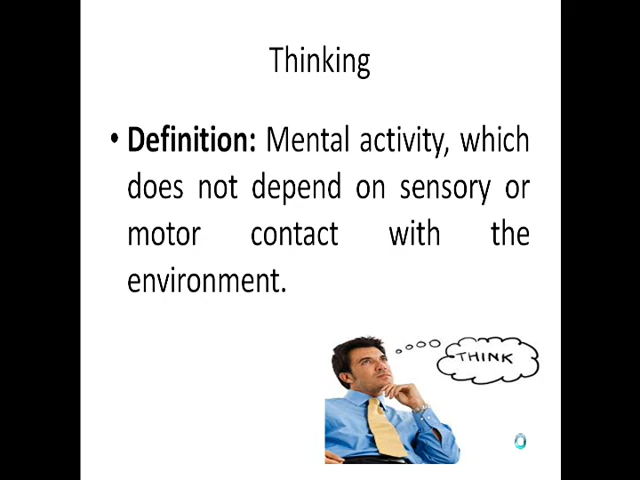 Thinking
• Definition: Mental activity, which
does not depend on sensory or
motor contact with the
environment.
THINK